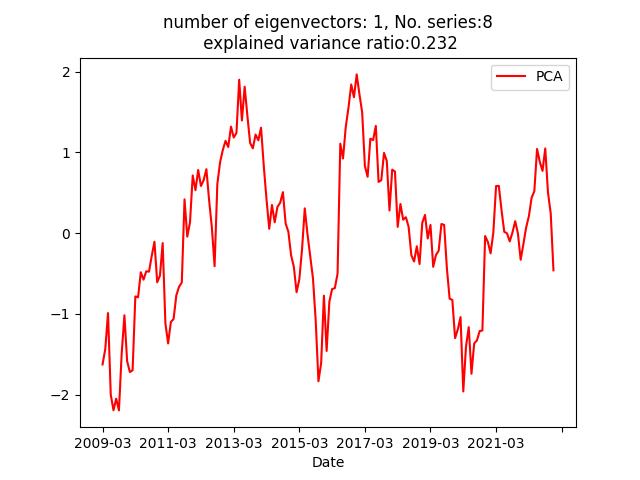 number of eigenvectors: 1, No. series:8
explained variance ratio:0.232
PCA
2
1
0
−1
−2
2009-03 2011-03 2013-03 2015-03 2017-03 2019-03 2021-03
Date